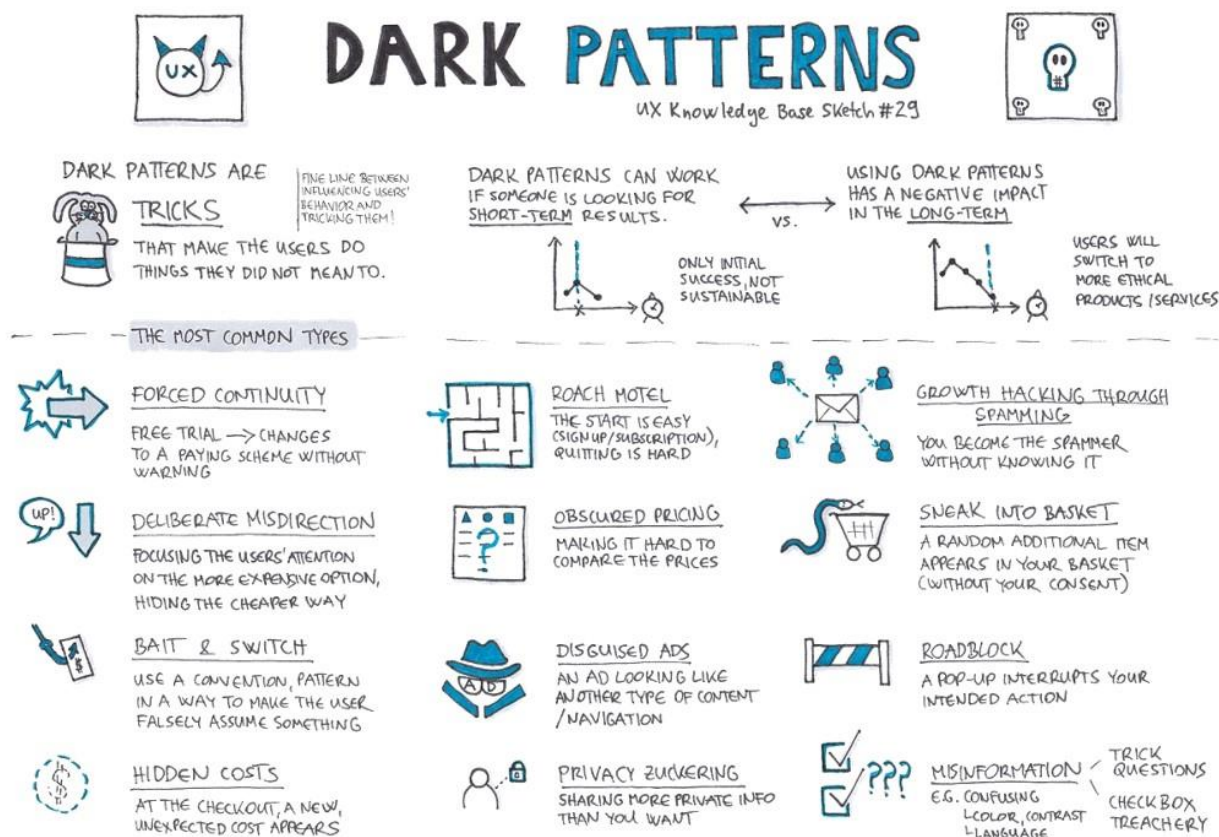 UX
DARK PATTERNS
UX Knowledge Base Sketch #29
#
DARK PATTERNS ARE
TRICKS
THAT MAKE THE USERS DO
THINGS THEY DID NOT MEAN TO.
FINE LINE BETWEEN
INFLUENCING USERS'
BEHAVIOR AND
TRICKING THEM!
DARK PATTERNS CAN WORK
IF SOMEONE IS LOOKING FOR
SHORT-TERM RESULTS.
VS.
USING DARK PATTERNS
HAS A NEGATIVE IMPACT
IN THE LONG-TERM
ONLY INITIAL
SUCCESS, NOT
SUSTAINABLE
X
USERS WILL
SWITCH TO
MORE ETHICAL
PRODUCTS/SERVICES
X
THE MOST COMMON TYPES
FORCED CONTINUITY
FREE TRIAL → CHANGES
TO A PAYING SCHEME WITHOUT
WARNING
ROACH MOTEL
THE START IS EASY
(SIGNUP/SUBSCRIPTION),
QUITTING IS HARD
GROWTH HACKING THROUGH
SPAMMING
YOU BECOME THE SPAMMER
WITHOUT KNOWING IT
UP!
DELIBERATE MISDIRECTION
FOCUSING THE USERS' ATTENTION
ON THE MORE EXPENSIVE OPTION,
HIDING THE CHEAPER WAY
?
OBSCURED PRICING
MAKING IT HARD TO
COMPARE THE PRICES
SNEAK INTO BASKET
A RANDOM ADDITIONAL ITEM
APPEARS IN YOUR BASKET
(WITHOUT YOUR CONSENT)
BAIT & SWITCH
USE A CONVENTION, PATTERN
IN A WAY TO MAKE THE USER
FALSELY ASSUME SOMETHING
AD
DISGUISED ADS
AN AD LOOKING LIKE
ANOTHER TYPE OF CONTENT
/NAVIGATION
ROADBLOCK
A POP-UP INTERRUPTS YOUR
INTENDED ACTION
$
HIDDEN COSTS
AT THE CHECKOUT, A NEW,
UNEXPECTED COST APPEARS
PRIVACY ZUCKERING
SHARING MORE PRIVATE INFO
THAN YOU WANT
???
MISINFORMATION
E.G. CONFUSING
COLOR, CONTRAST
LANGUAGE
TRICK
QUESTIONS
CHECKBOX
TREACHERY